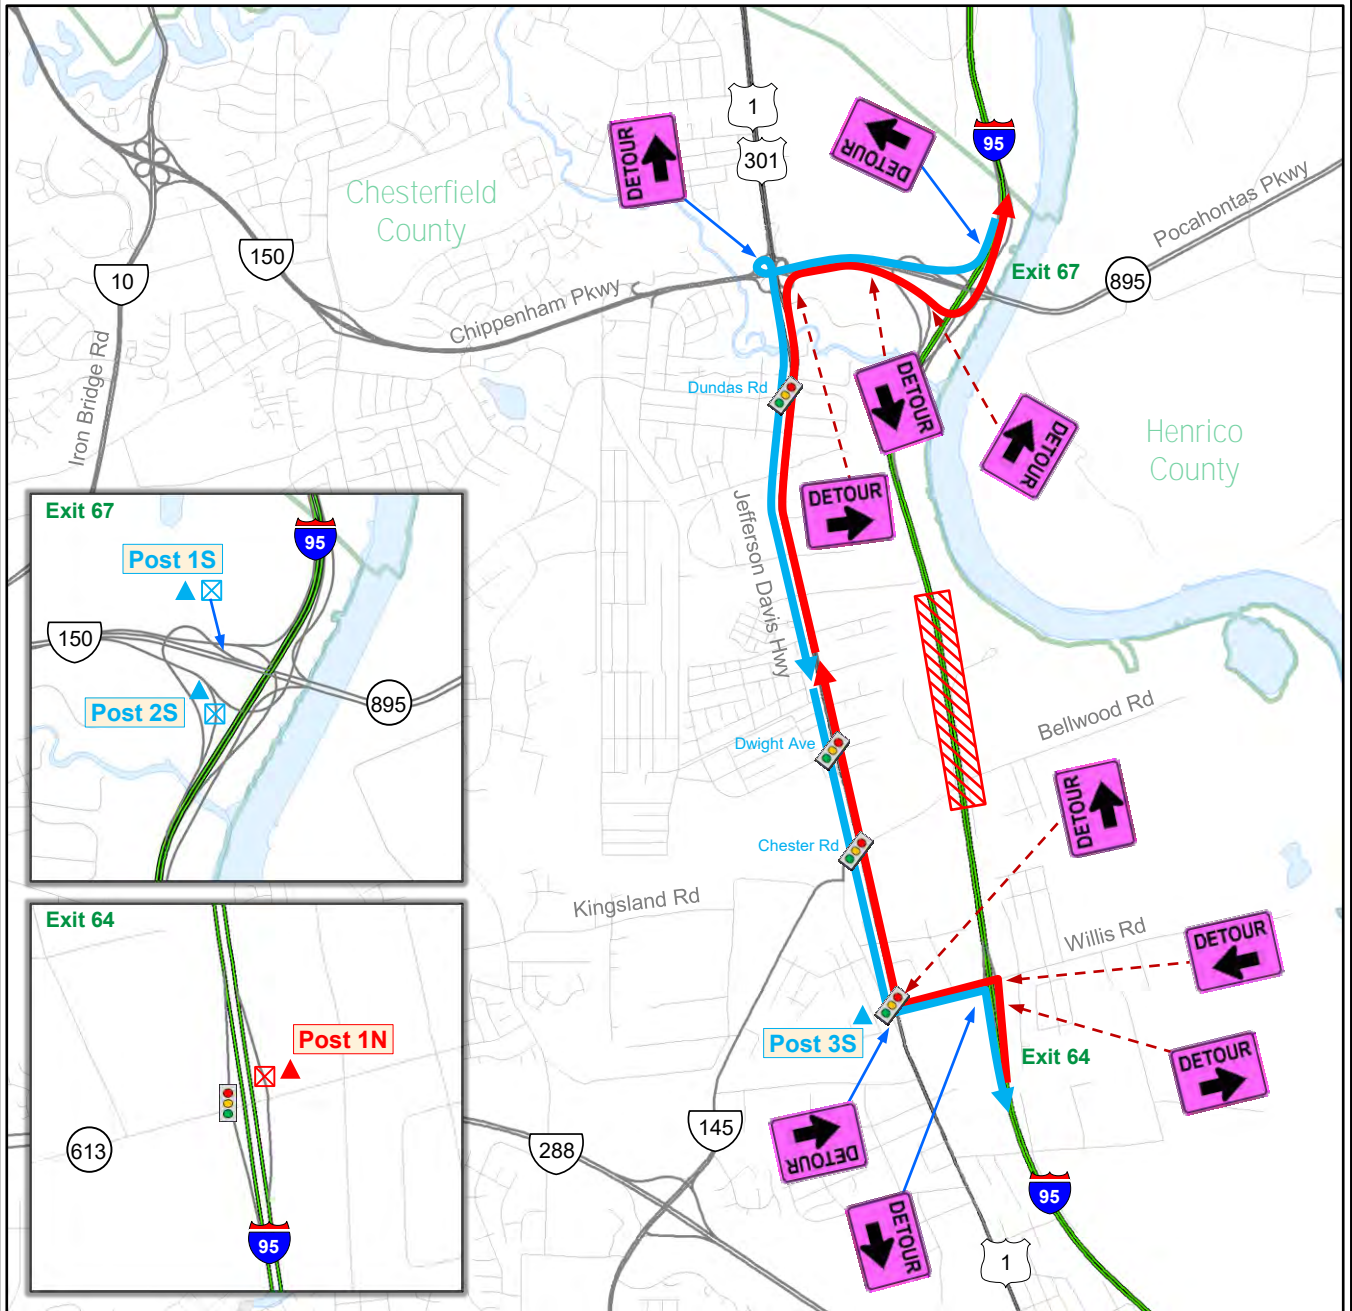 1
301
DETOUR
DETOUR
95
Chesterfield
County
150
10
Pocahontas Pkwy
895
Exit 67
Chippenham Pkwy
Iron Bridge Rd
Dundas Rd
DETOUR
DETOUR
Henrico
County
DETOUR
Jefferson Davis Hwy
Exit 67
95
Post 1S
150
Post 2S
895
Bellwood Rd
Dwight Ave
DETOUR
Chester Rd
Kingsland Rd
Willis Rd
DETOUR
Exit 64
Post 1N
613
95
Post 3S
Exit 64
DETOUR
145
288
DETOUR
DETOUR
95
1